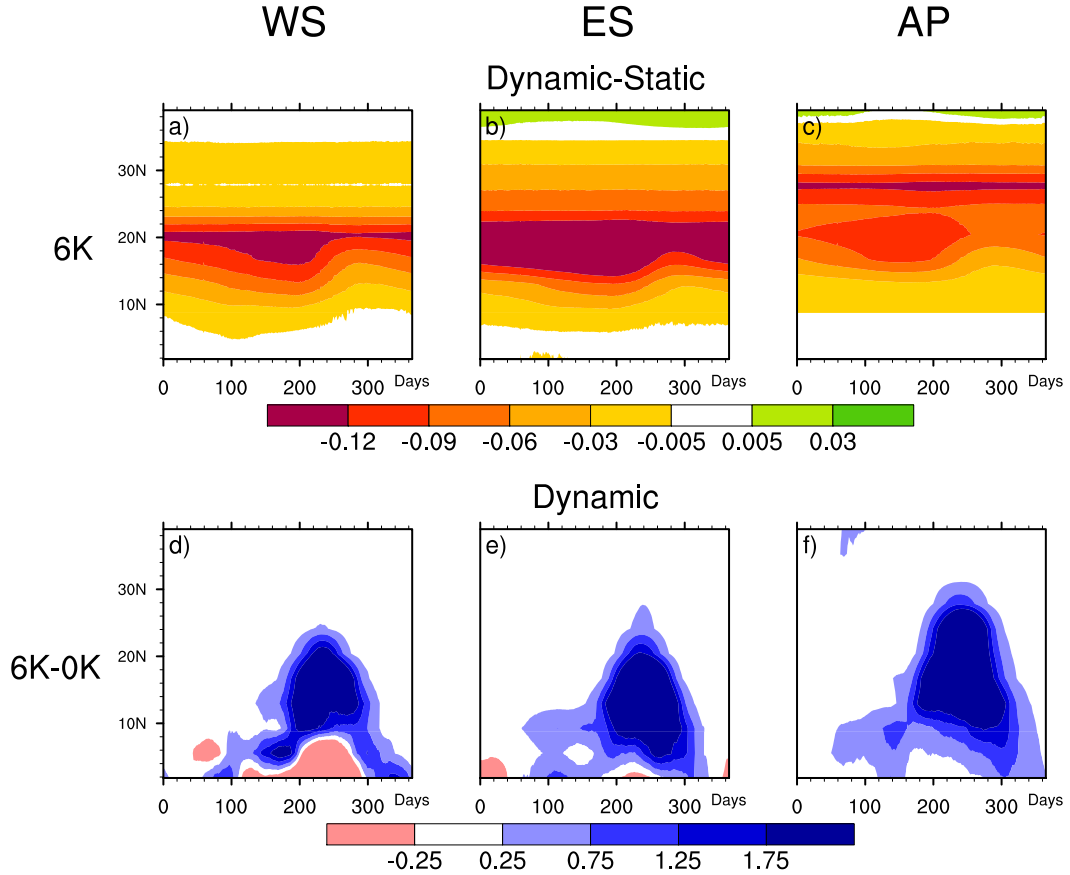 WS ES AP
Dynamic-Static
a) b) c)
30N
20N
10N
6K
0 100 200 300 Days 0 100 200 300 Days 0 100 200 300 Days
-0.12 -0.09 -0.06 -0.03 -0.005 0.005 0.03
Dynamic
d) e) f)
30N
20N
10N
6K-0K
0 100 200 300 Days 0 100 200 300 Days 0 100 200 300 Days
-0.25 0.25 0.75 1.25 1.75